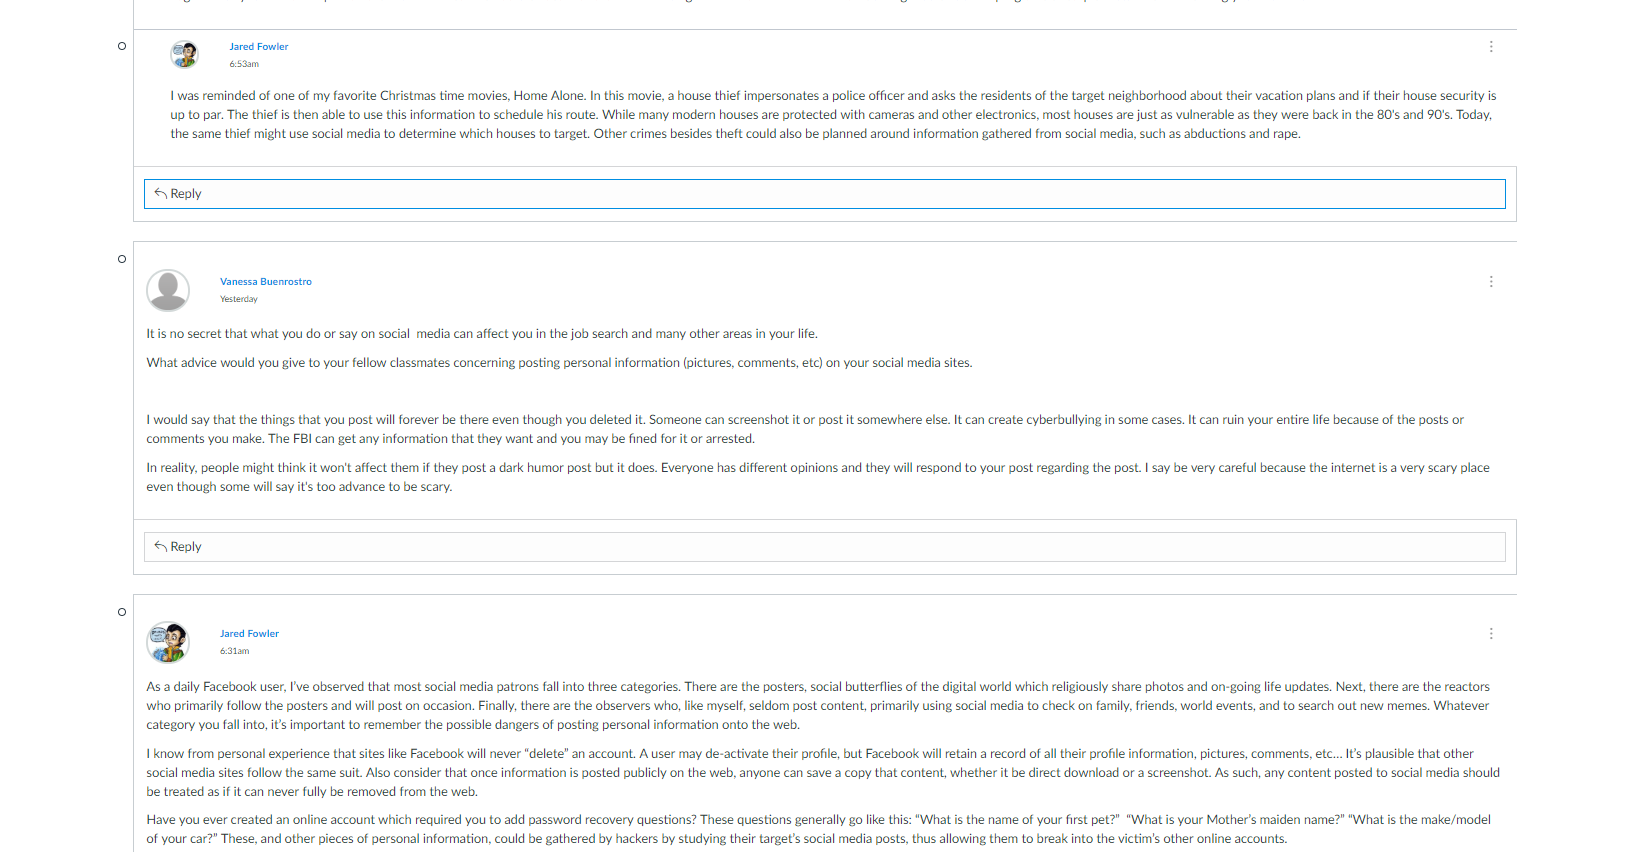 Jared Fowler
6:53am
I was reminded of one of my favorite Christmas time movies, Home Alone. In this movie, a house thief impersonates a police officer and asks the residents of the target neighborhood about their vacation plans and if their house security is
up to par. The thief is then able to use this information to schedule his route. While many modern houses are protected with cameras and other electronics, most houses are just as vulnerable as they were back in the 80's and 90's. Today,
the same thief might use social media to determine which houses to target. Other crimes besides theft could also be planned around information gathered from social media, such as abductions and rape.
Reply
Vanessa Buenrostro
Yesterday
It is no secret that what you do or say on social  media can affect you in the job search and many other areas in your life.
What advice would you give to your fellow classmates concerning posting personal information (pictures, comments, etc) on your social media sites.
I would say that the things that you post will forever be there even though you deleted it. Someone can screenshot it or post it somewhere else. It can create cyberbullying in some cases. It can ruin your entire life because of the posts or
comments you make. The FBI can get any information that they want and you may be fined for it or arrested.
In reality, people might think it won't affect them if they post a dark humor post but it does. Everyone has different opinions and they will respond to your post regarding the post. I say be very careful because the internet is a very scary place
even though some will say it's too advance to be scary.
Reply
Jared Fowler
6:31am
As a daily Facebook user, I've observed that most social media patrons fall into three categories. There are the posters, social butterflies of the digital world which religiously share photos and on-going life updates. Next, there are the reactors
who primarily follow the posters and will post on occasion. Finally, there are the observers who, like myself, seldom post content, primarily using social media to check on family, friends, world events, and to search out new memes. Whatever
category you fall into, it's important to remember the possible dangers of posting personal information onto the web.
I know from personal experience that sites like Facebook will never “delete” an account. A user may de-activate their profile, but Facebook will retain a record of all their profile information, pictures, comments, etc… It's plausible that other
social media sites follow the same suit. Also consider that once information is posted publicly on the web, anyone can save a copy that content, whether it be direct download or a screenshot. As such, any content posted to social media should
be treated as if it can never fully be removed from the web.
Have you ever created an online account which required you to add password recovery questions? These questions generally go like this: “What is the name of your first pet?”  “What is your Mother's maiden name?” “What is the make/model
of your car?” These, and other pieces of personal information, could be gathered by hackers by studying their target's social media posts, thus allowing them to break into the victim's other online accounts.